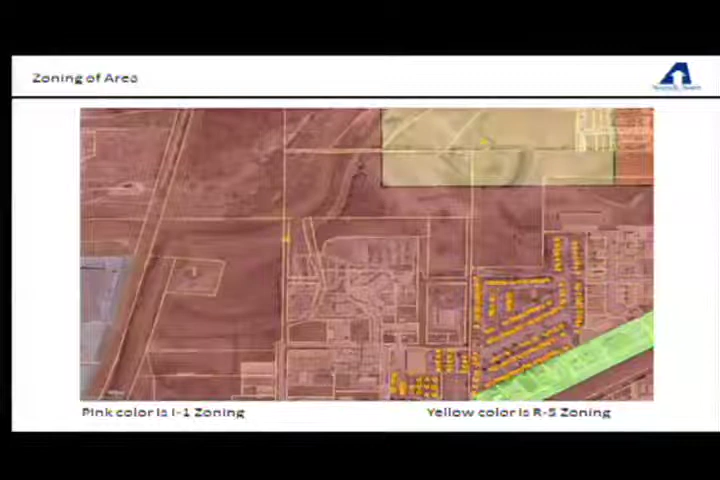 Zoning of Area
Pink color is I-1 Zoning
Yellow color is R-5 Zoning